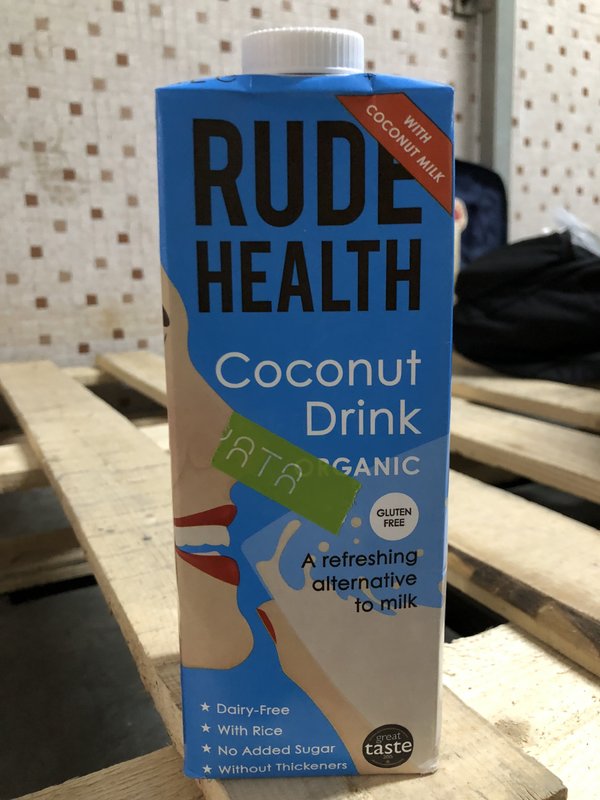 WITH
COCONUT MILK
RUDE
HEALTH
Coconut
Drink
ORGANIC
GLUTEN
FREE
A refreshing
alternative
to milk
★ Dairy-Free
★ With Rice
★ No Added Sugar
★ Without Thickeners
great
taste